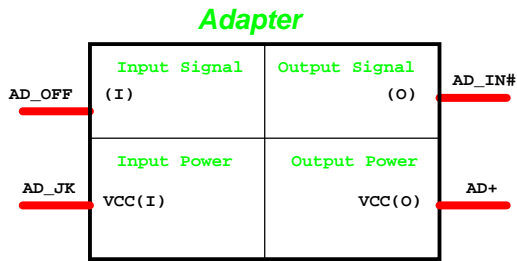 Adapter
Input Signal Output Signal
AD_OFF (I) (O) AD_IN#
Input Power Output Power
AD_JK VCC(I) VCC(O) AD+